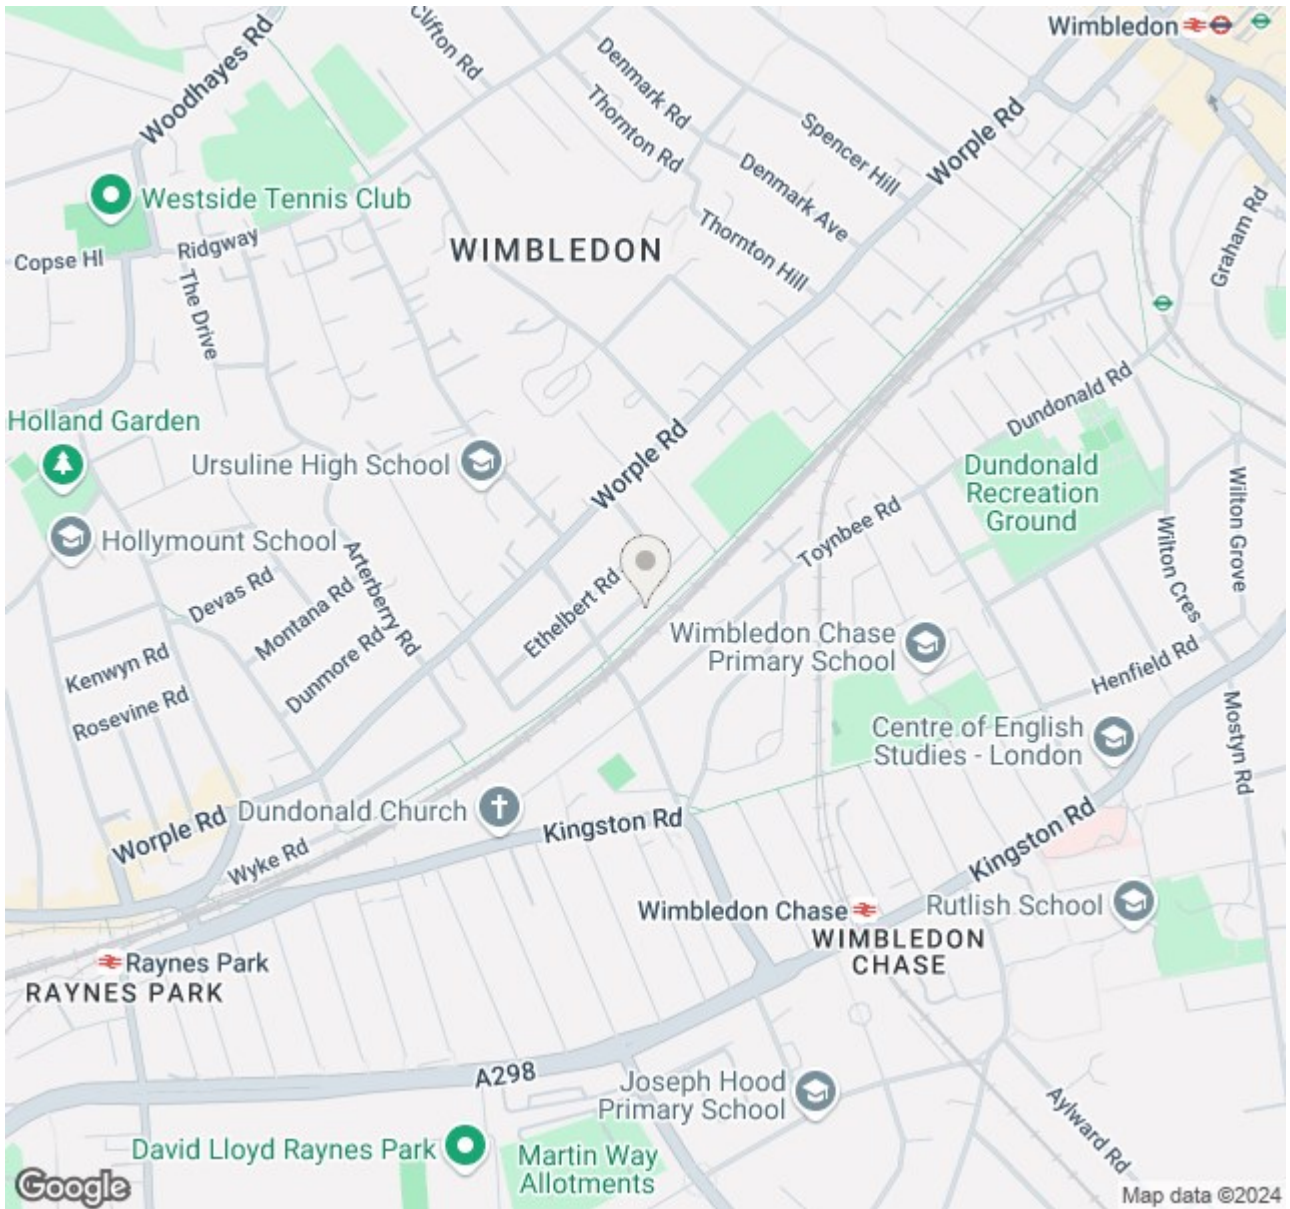 Wimbledon
Clifton Rd
Woodhayes Rd
Denmark Rd
Worple Rd
Thornton Rd
Spencer Hill
Denmark Ave
Westside Tennis Club
Graham Rd
Thornton Hill
WIMBLEDON
Ridgway
Copse Hl
The Drive
Dundonald Rd
Holland Garden
Ursuline High School
Worple Rd
Dundonald
Recreation
Ground
Wilton Grove
Toynbee Rd
Hollymount School
Wilton Cres
Arterberry Rd
Devas Rd
Montana Rd
Ethelbert Rd
Wimbledon Chase
Primary School
Dunmore Rd
Kenwyn Rd
Henfield Rd
Rosevine Rd
Mostyn Rd
Centre of English
Studies - London
Dundonald Church
Kingston Rd
Worple Rd
Kingston Rd
Wyke Rd
Wimbledon Chase
Rutlish School
WIMBLEDON
CHASE
Raynes Park
RAYNES PARK
A298
Joseph Hood
Primary School
Aylward Rd
David Lloyd Raynes Park
Martin Way
Allotments
Google
Map data ©2024